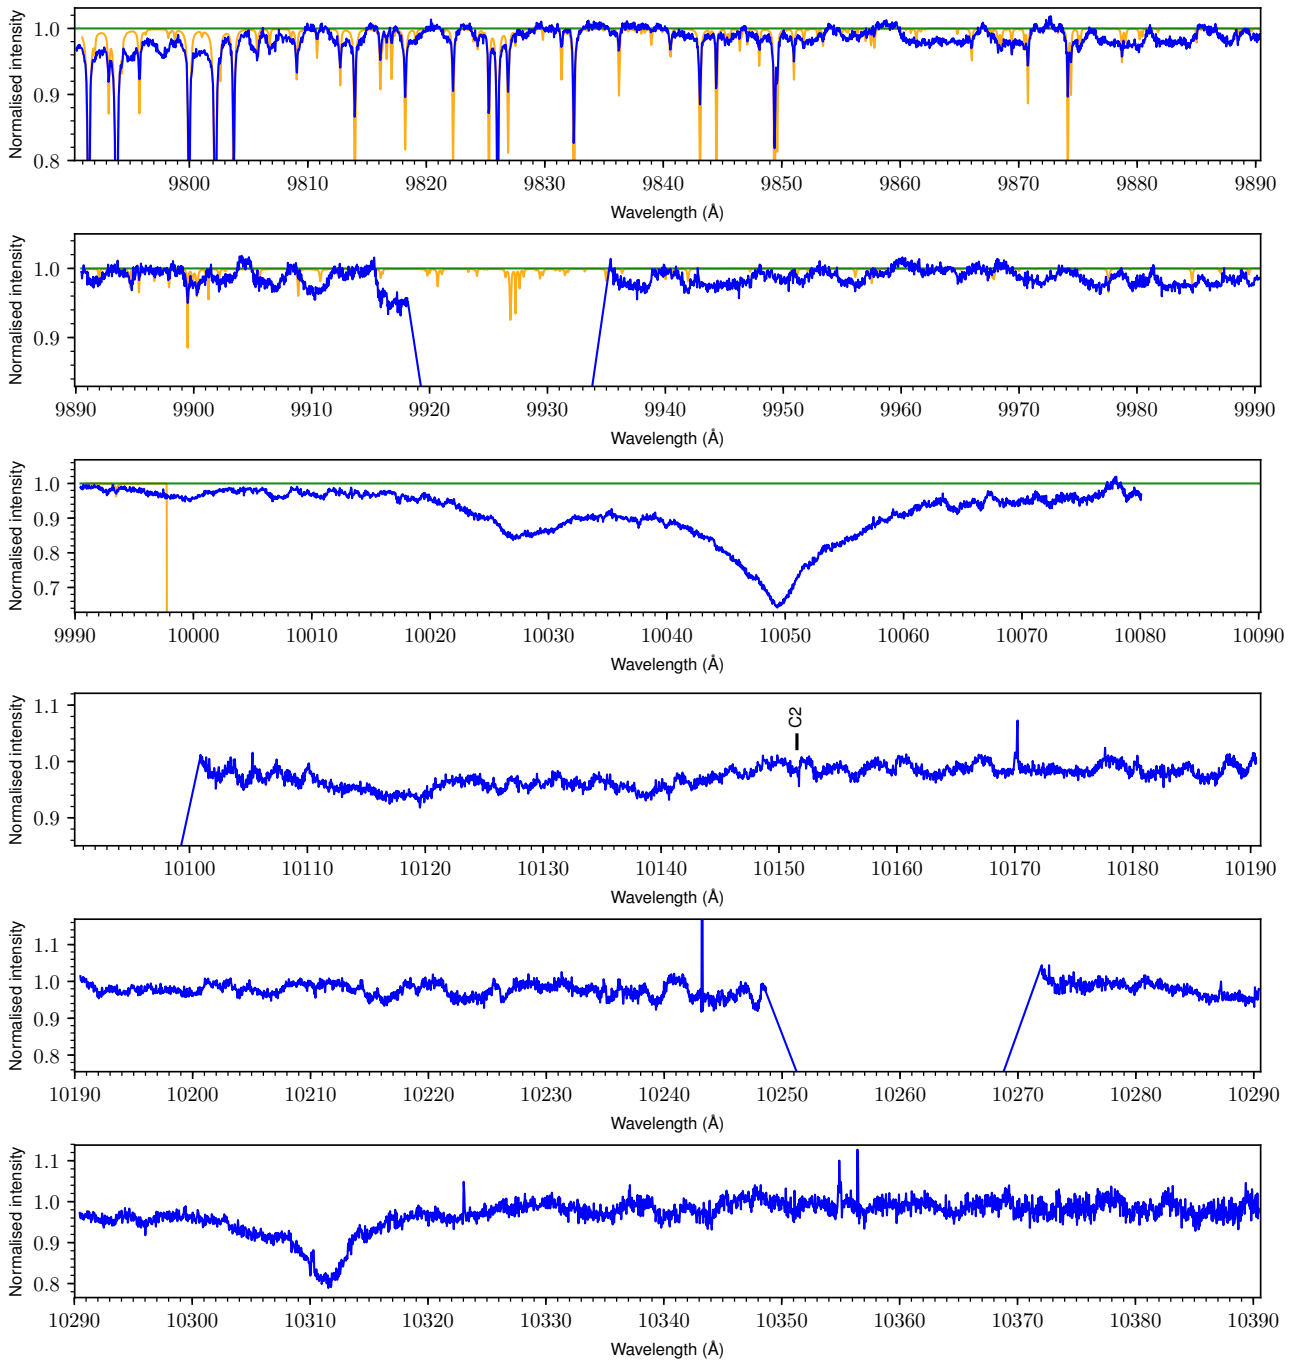 Normalised intensity
1.0
0.9
0.8
9800 9810 9820 9830 9840 9850 9860 9870 9880 9890
Wavelength (Å)
Normalised intensity
1.0
0.9
9890 9900 9910 9920 9930 9940 9950 9960 9970 9980 9990
Wavelength (Å)
Normalised intensity
1.0
0.9
0.8
0.7
9990 10000 10010 10020 10030 10040 10050 10060 10070 10080 10090
Wavelength (Å)
Normalised intensity
1.1
1.0
0.9
C2
10100 10110 10120 10130 10140 10150 10160 10170 10180 10190
Wavelength (Å)
Normalised intensity
1.1
1.0
0.9
0.8
10190 10200 10210 10220 10230 10240 10250 10260 10270 10280 10290
Wavelength (Å)
Normalised intensity
1.1
1.0
0.9
0.8
10290 10300 10310 10320 10330 10340 10350 10360 10370 10380 10390
Wavelength (Å)